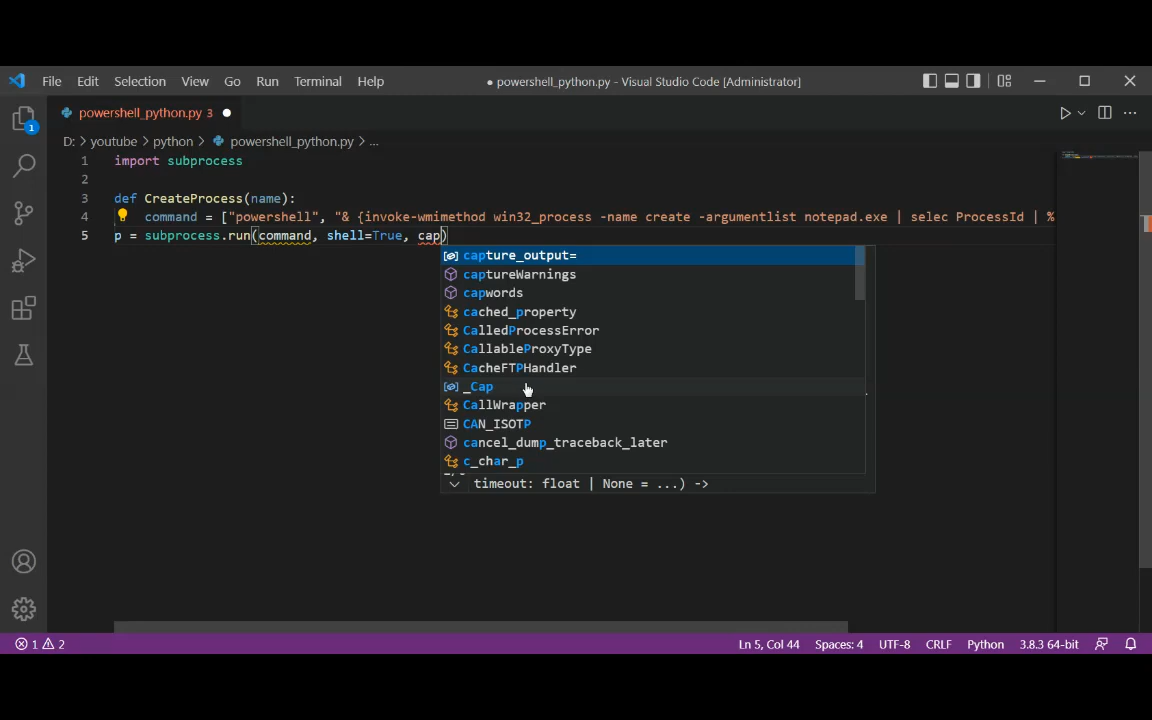 File Edit Selection View Go Run Terminal Help ● powershell_python.py - Visual Studio Code [Administrator]
powershell_python.py 3 ●
D: > youtube > python > powershell_python.py > ...
1 import subprocess
2
3 def CreateProcess(name):
4 command = ["powershell", "& {invoke-wmimethod win32_process -name create -argumentlist notepad.exe | selec ProcessId | %
5 p = subprocess.run(command, shell=True, cap)
capture_output=
captureWarnings
capwords
cached_property
CalledProcessError
CallableProxyType
CacheFTPHandler
_Cap
CallWrapper
CAN_ISOTP
cancel_dump_traceback_later
c_char_p
timeout: float | None = ...) ->
1
1 2 Ln 5, Col 44 Spaces: 4 UTF-8 CRLF Python 3.8.3 64-bit